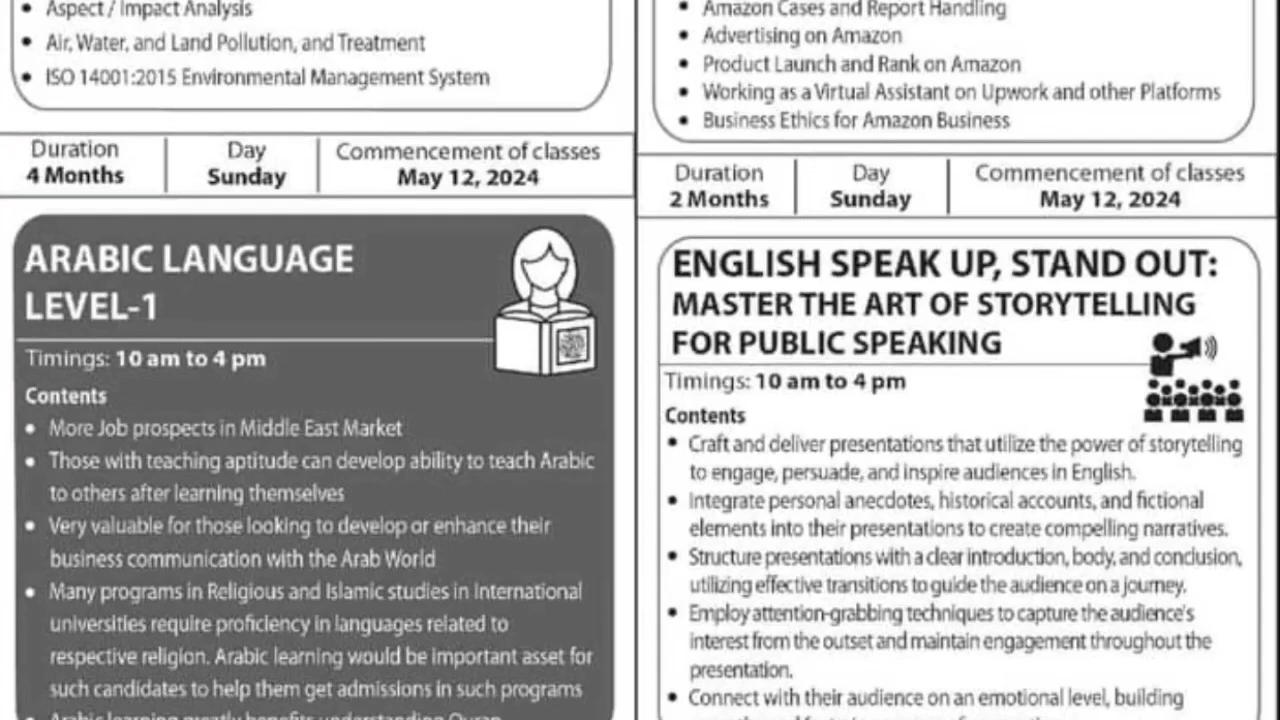 Aspect / Impact Analysis
Air, Water, and Land Pollution, and Treatment
ISO 14001:2015 Environmental Management System
Duration
4 Months
Day
Sunday
Commencement of classes
May 12, 2024
ARABIC LANGUAGE
LEVEL-1
Timings: 10 am to 4 pm
Contents
More Job prospects in Middle East Market
Those with teaching aptitude can develop ability to teach Arabic
to others after learning themselves
Very valuable for those looking to develop or enhance their
business communication with the Arab World
Many programs in Religious and Islamic studies in International
universities require proficiency in languages related to
respective religion. Arabic learning would be important asset for
such candidates to help them get admissions in such programs
Arabic learning greatly benefits understanding Quran
Amazon Cases and Report Handling
Advertising on Amazon
Product Launch and Rank on Amazon
Working as a Virtual Assistant on Upwork and other Platforms
Business Ethics for Amazon Business
Duration
2 Months
Day
Sunday
Commencement of classes
May 12, 2024
ENGLISH SPEAK UP, STAND OUT:
MASTER THE ART OF STORYTELLING
FOR PUBLIC SPEAKING
Timings: 10 am to 4 pm
Contents
Craft and deliver presentations that utilize the power of storytelling
to engage, persuade, and inspire audiences in English.
Integrate personal anecdotes, historical accounts, and fictional
elements into their presentations to create compelling narratives.
Structure presentations with a clear introduction, body, and conclusion,
utilizing effective transitions to guide the audience on a journey.
Employ attention-grabbing techniques to capture the audience's
interest from the outset and maintain engagement throughout the
presentation.
Connect with their audience on an emotional level, building